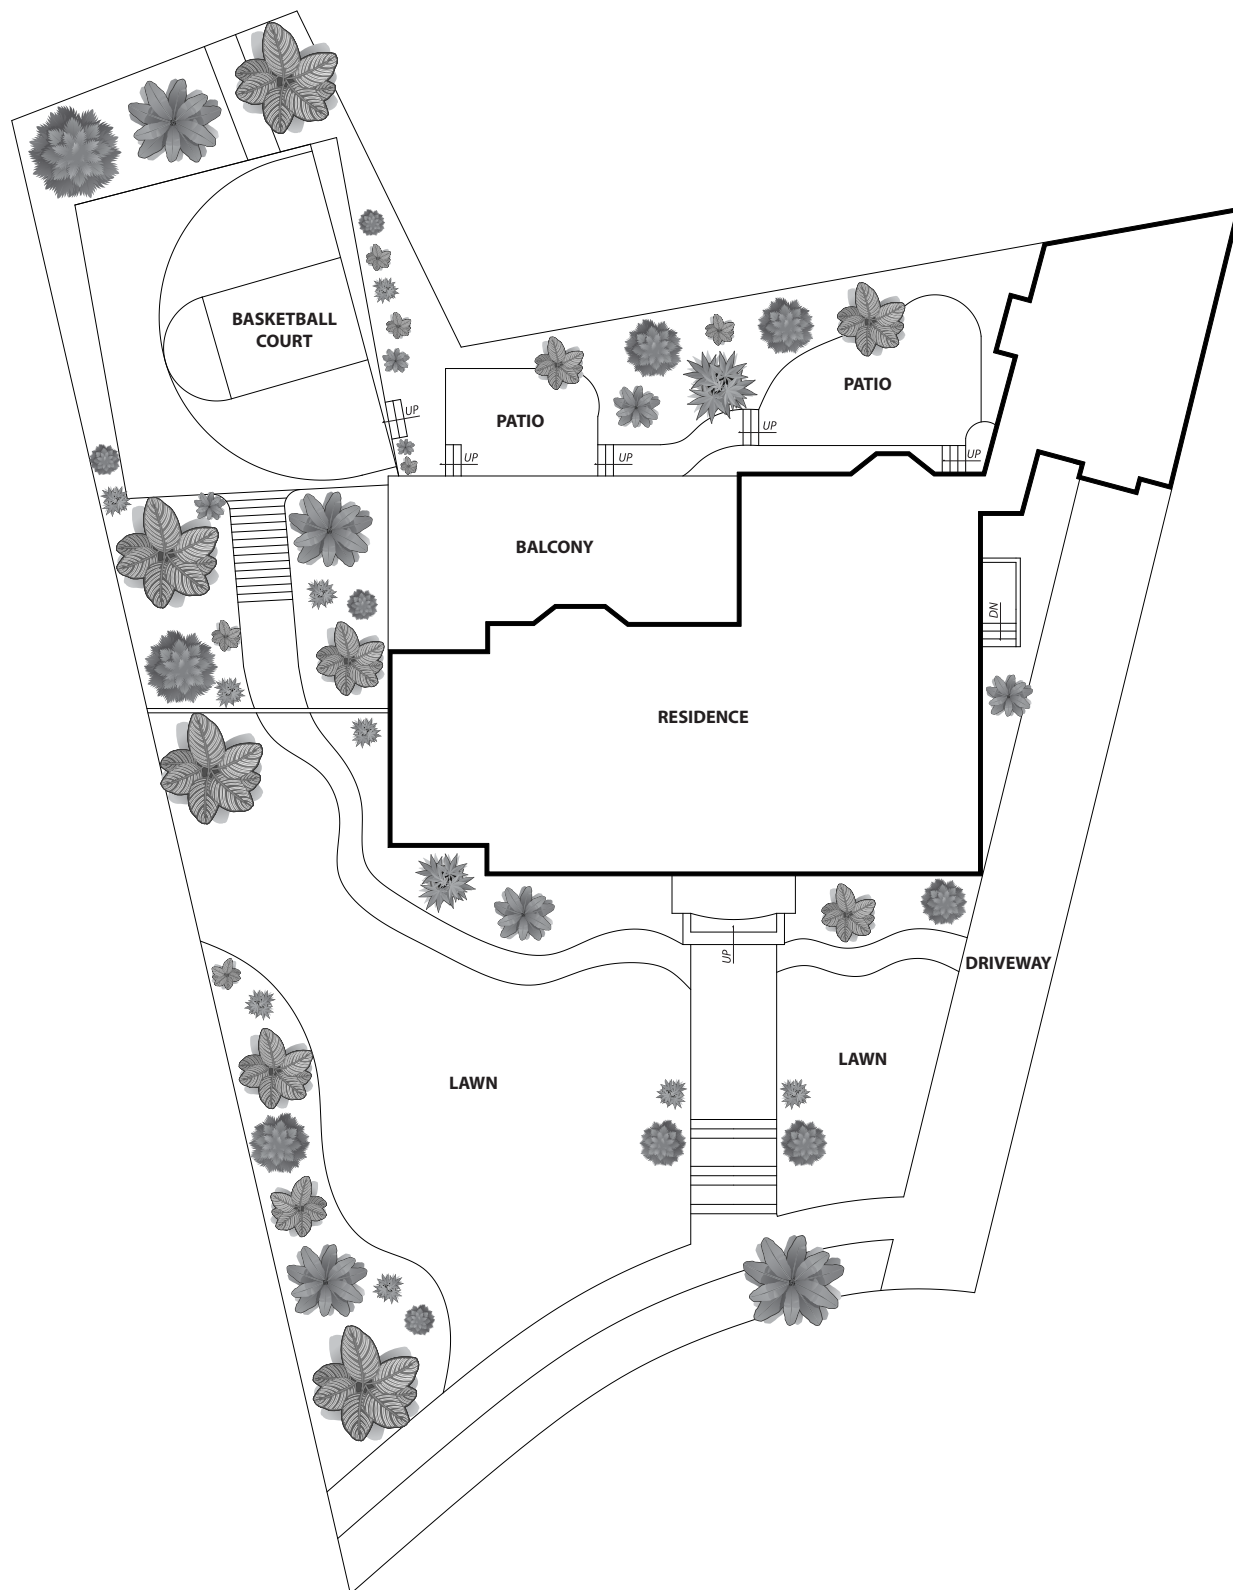 BASKETBALL
COURT
PATIO
UP
PATIO
UP
UP
UP
UP
BALCONY
DN
RESIDENCE
UP
DRIVEWAY
LAWN
LAWN